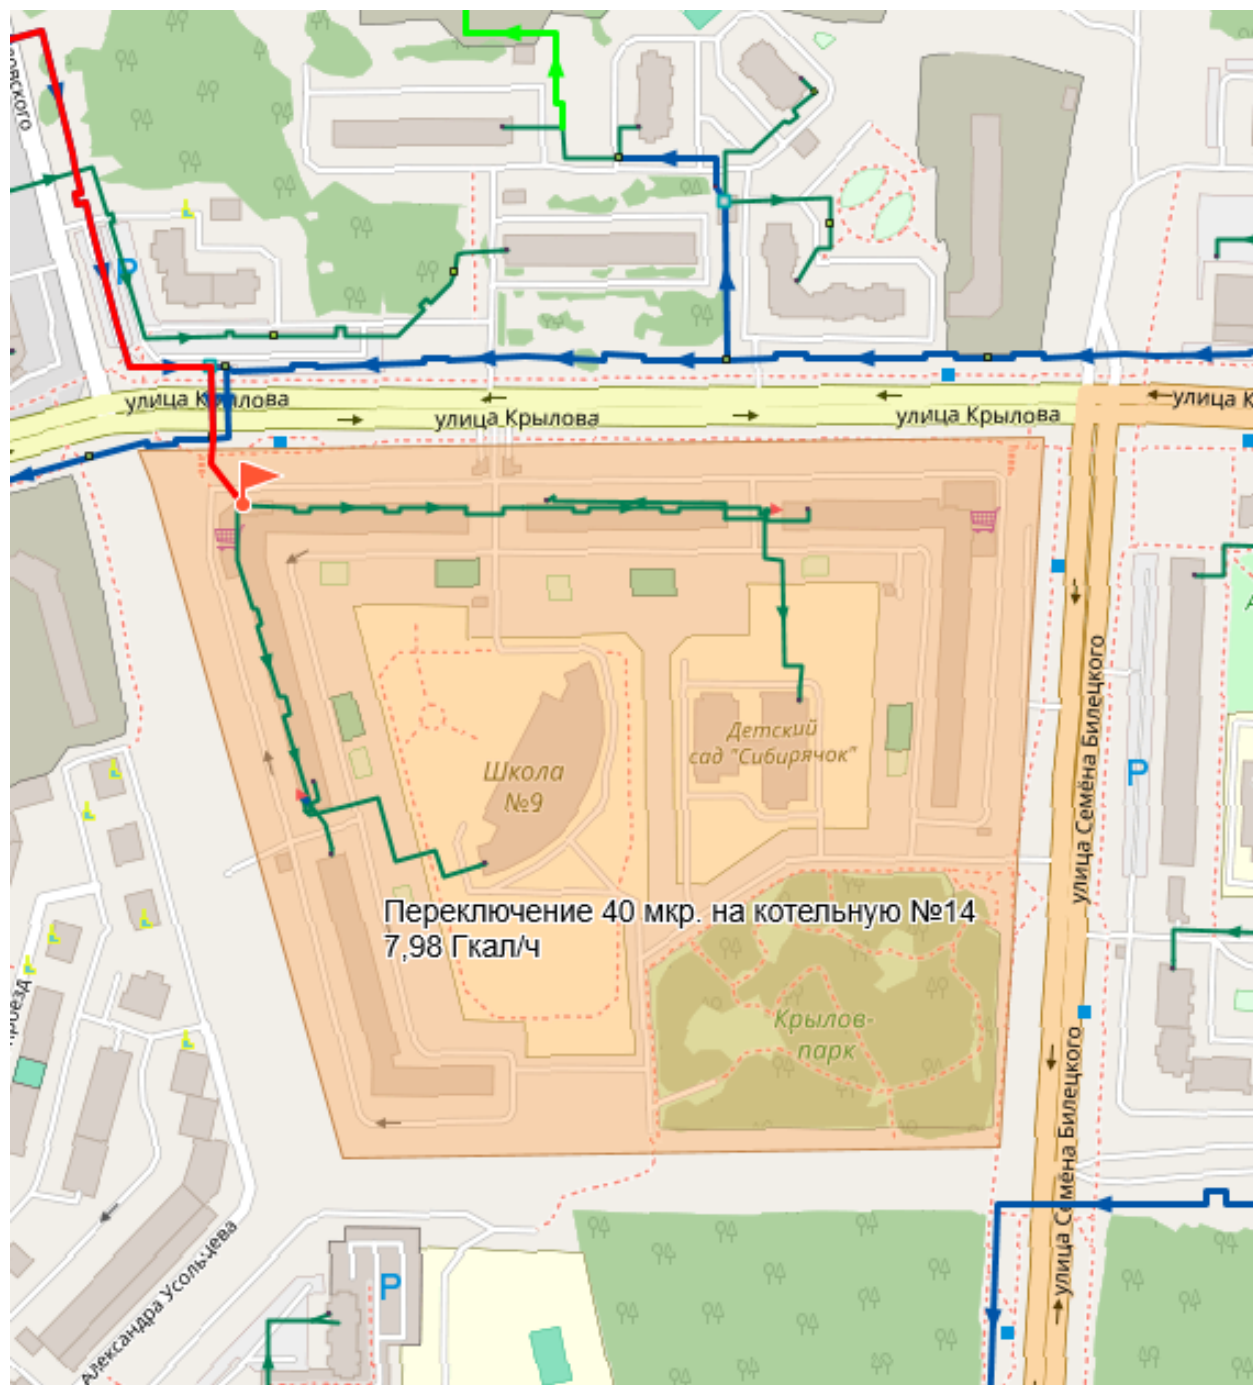 улица Крылова
улица Крылова
улица Крылова
улица К
P
Детский
сад "Сибирячок"
Школа
№9
P
улица Семёна Билецкого
Переключение 40 мкр. на котельную №14
7,98 Гкал/ч
Крылов-
парк
улица Семёна Билецкого
Александра Усольцева
P